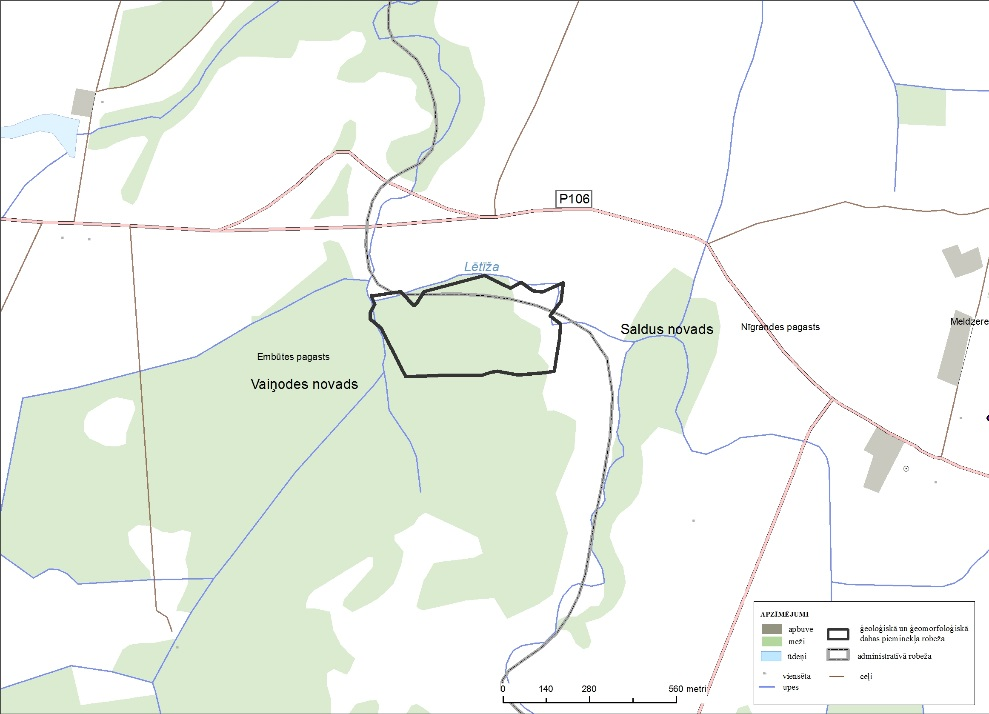 P106
Lētīža
Saldus novads
Nīgrandes pagasts
Meldzere
Embūtes pagasts
Vaiņodes novads
APZĪMĒJUMI
apbūve
meži
ūdeņi
viensēta
upes
ģeoloģiskā un ģeomorfoloģiskā
dabas pieminekļa robeža
administratīvā robeža
ceļi
0 140 280 560 metri